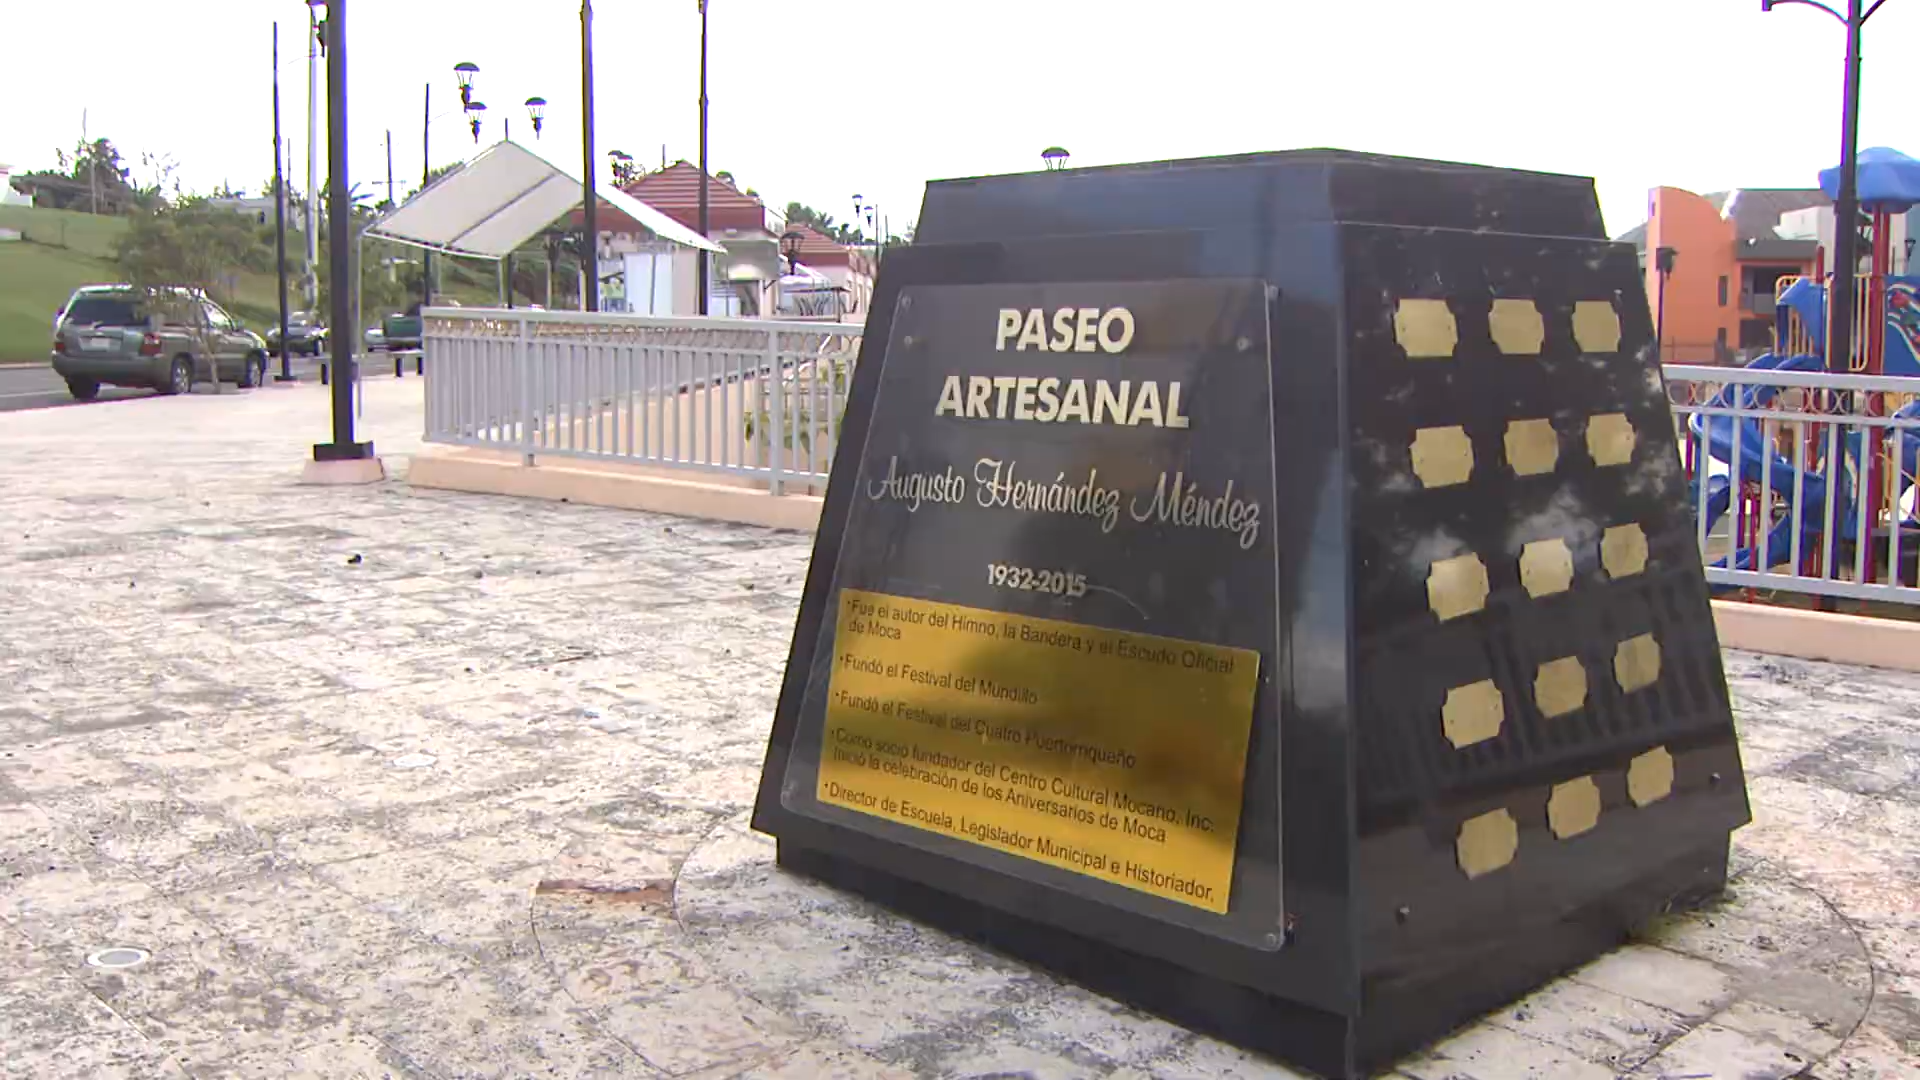 PASEO
ARTESANAL
Augusto Hernández Méndez
1932-2015
•Fue el autor del Himno, la Bandera y el Escudo Oficial
de Moca
•Fundó el Festival del Mundillo
•Fundó el Festival del Cuatro Puertorriqueño
•Como socio fundador del Centro Cultural Mocano, Inc.
Inició la celebración de los Aniversarios de Moca
•Director de Escuela, Legislador Municipal e Historiador.